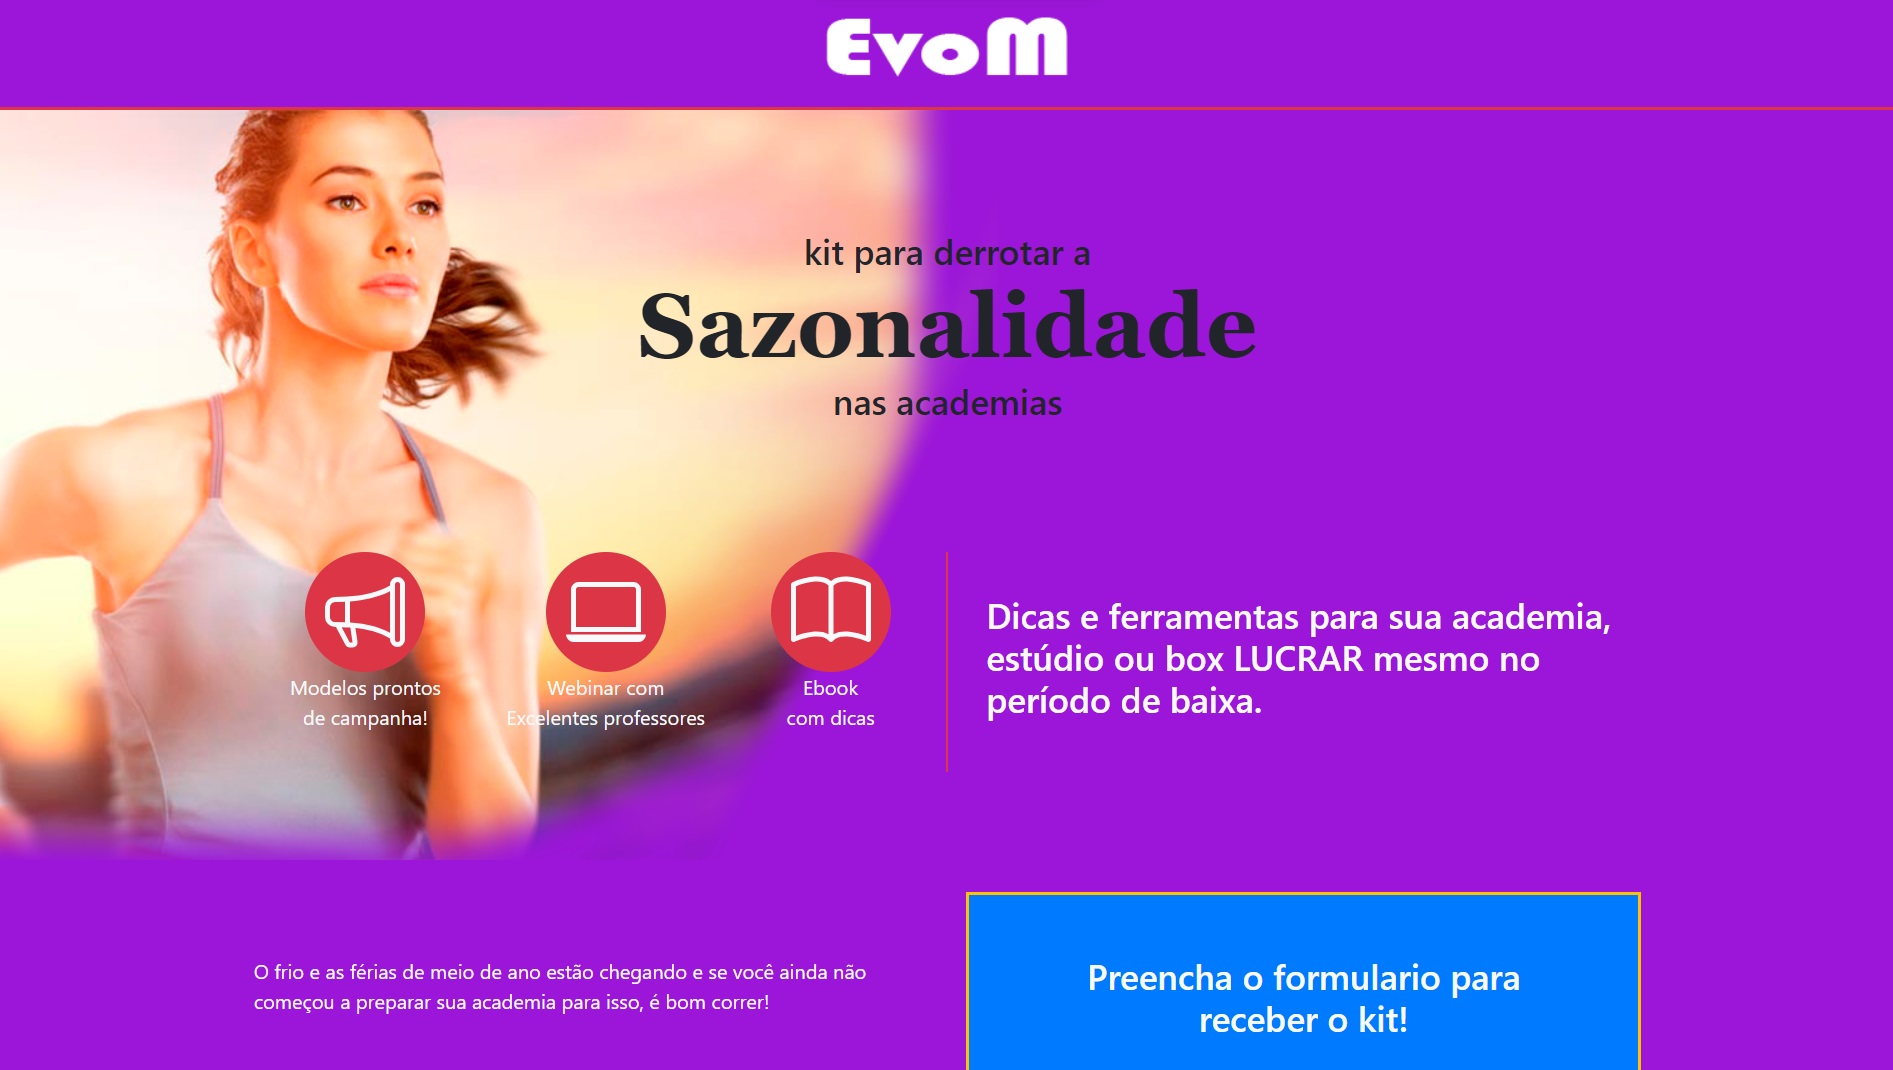 EvoM
kit para derrotar a
Sazonalidade
nas academias
Modelos prontos
de campanha!
Webinar com
Excelentes professores
Ebook
com dicas
Dicas e ferramentas para sua academia,
estúdio ou box LUCRAR mesmo no
período de baixa.
O frio e as férias de meio de ano estão chegando e se você ainda não
começou a preparar sua academia para isso, é bom correr!
Preencha o formulario para
receber o kit!